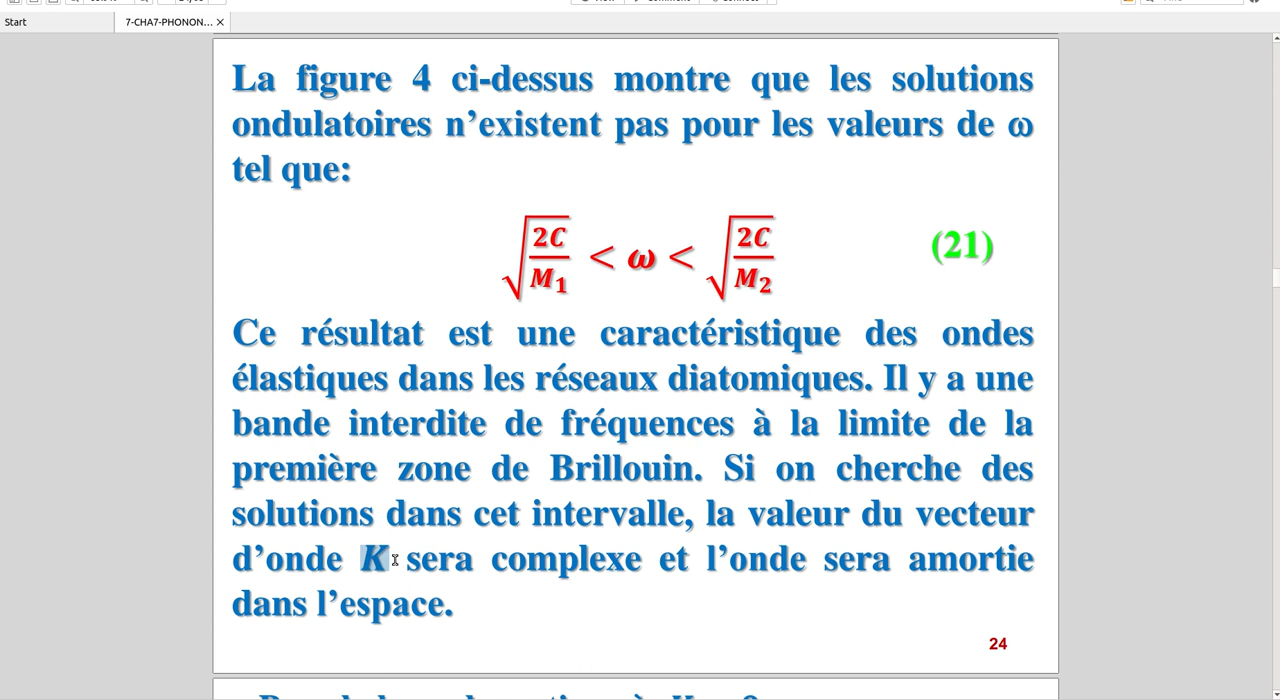 Start
7-CHA7-PHONON...
La figure 4 ci-dessus montre que les solutions
ondulatoires n’existent pas pour les valeurs de ω
tel que:
√(2C/M₁) < ω < √(2C/M₂) (21)
Ce résultat est une caractéristique des ondes
élastiques dans les réseaux diatomiques. Il y a une
bande interdite de fréquences à la limite de la
première zone de Brillouin. Si on cherche des
solutions dans cet intervalle, la valeur du vecteur
d’onde K sera complexe et l’onde sera amortie
dans l’espace.
24